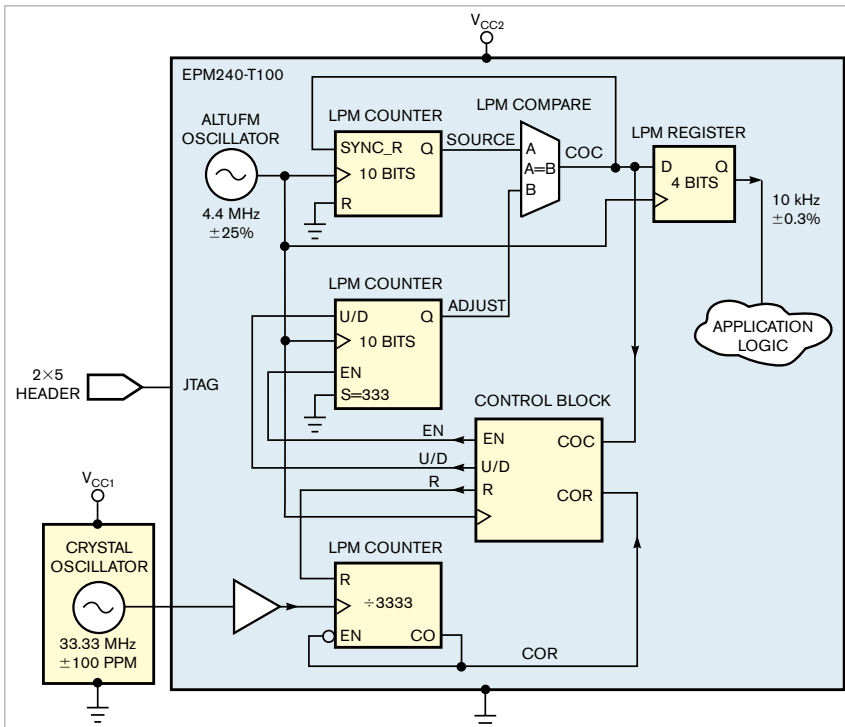 VCC2
EPM240-T100
ALTUFM
OSCILLATOR
4.4 MHz
±25%
LPM COUNTER
SYNC_R Q
10 BITS
R
SOURCE
LPM COMPARE
A
A=B
B
COC
LPM REGISTER
D Q
4 BITS
10 kHz
±0.3%
APPLICATION
LOGIC
LPM COUNTER
U/D Q
10 BITS
EN
S=333
ADJUST
2×5
HEADER
JTAG
CONTROL BLOCK
EN
U/D
R
EN
U/D
R
COC
COR
VCC1
CRYSTAL
OSCILLATOR
33.33 MHz
±100 PPM
LPM COUNTER
R
÷3333
EN CO
COR